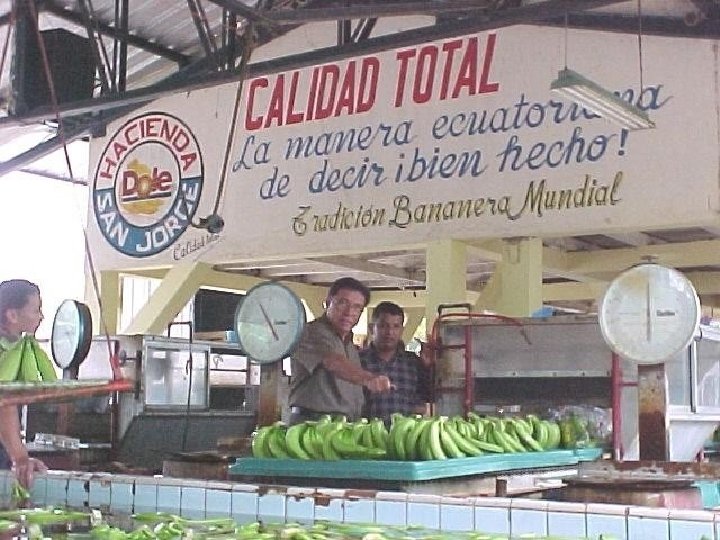 HACIENDA
Dole
SAN JORGE
CALIDAD TOTAL
La manera ecuatoriana
de decir ¡bien hecho!
Tradición Bananera Mundial